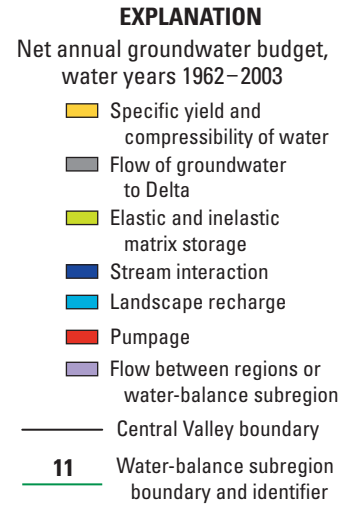 EXPLANATION
Net annual groundwater budget,
water years 1962–2003
Specific yield and
compressibility of water
Flow of groundwater
to Delta
Elastic and inelastic
matrix storage
Stream interaction
Landscape recharge
Pumpage
Flow between regions or
water-balance subregion
Central Valley boundary
11 Water-balance subregion
boundary and identifier